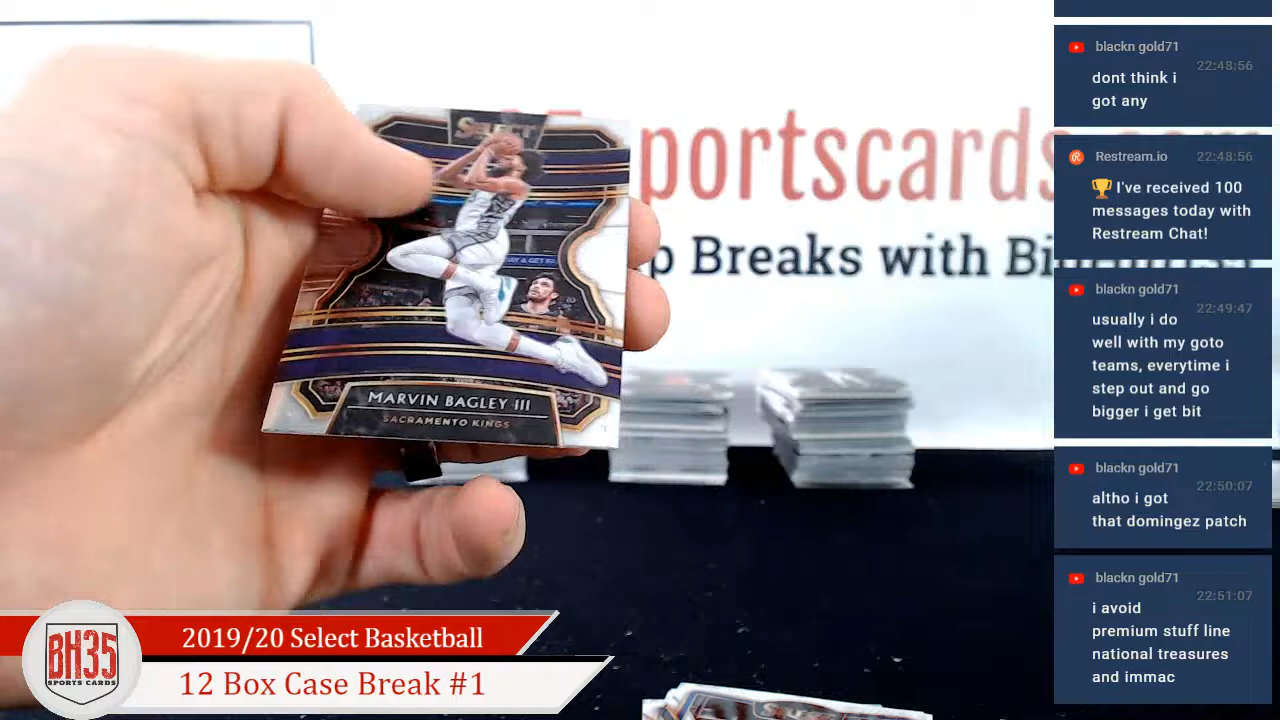 SELECT
MARVIN BAGLEY III
SACRAMENTO KINGS
portscards
p Breaks with Bi
BH35
SPORTS CARDS
2019/20 Select Basketball
12 Box Case Break #1
blackn gold71
22:48:56
dont think i
got any
Restream.io
22:48:56
🏆 I've received 100
messages today with
Restream Chat!
blackn gold71
22:49:47
usually i do
well with my goto
teams, everytime i
step out and go
bigger i get bit
blackn gold71
22:50:07
altho i got
that domingez patch
blackn gold71
22:51:07
i avoid
premium stuff line
national treasures
and immac
SELECT